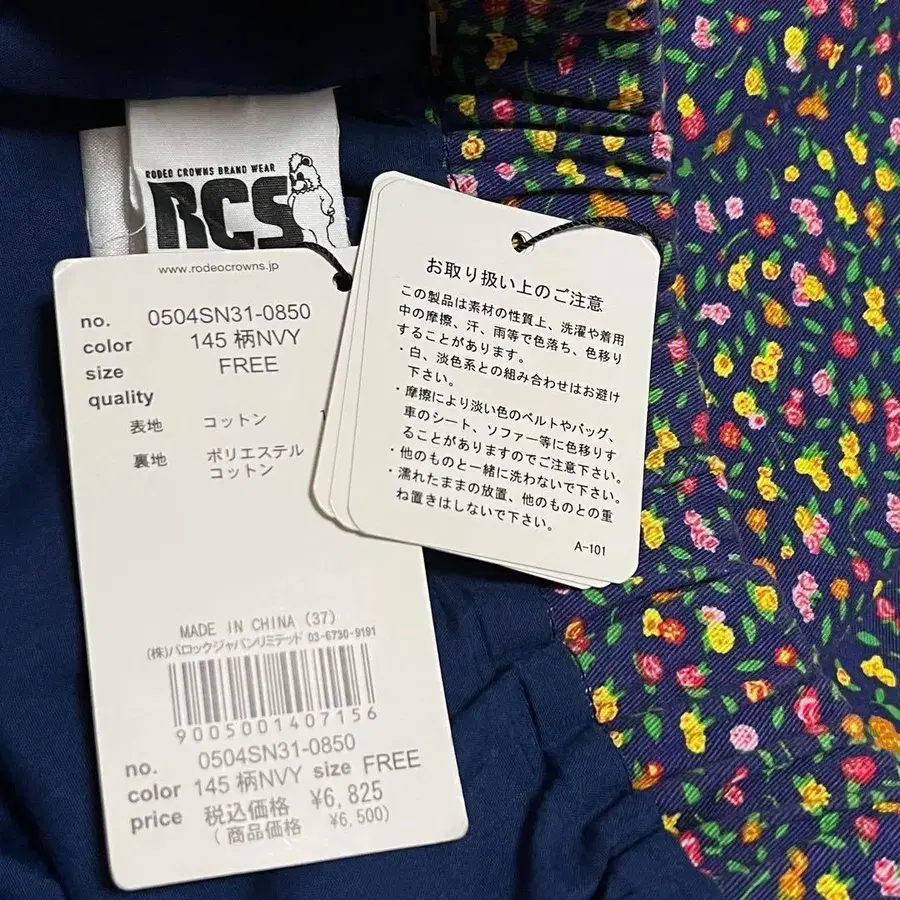 RODEO CROWNS BRAND WEAR
RCS
www.rodeocrowns.jp
no. 0504SN31-0850
color 145 柄NVY
size FREE
quality
表地 コットン
裏地 ポリエステル
コットン
MADE IN CHINA (37)
(株)バロックジャパンリミテッド 03-6730-9191
9005001407156
no. 0504SN31-0850
color 145 柄NVY size FREE
price 税込価格 ¥6,825
(商品価格 ¥6,500)
お取り扱い上のご注意
この製品は素材の性質上、洗濯や着用
中の摩擦、汗、雨等で色落ち、色移り
することがあります。
・白、淡色系との組み合わせはお避け
下さい。
・摩擦により淡い色のベルトやバッグ、
車のシート、ソファー等に色移りす
ることがありますのでご注意下さい。
・他のものと一緒に洗わないで下さい。
・濡れたままの放置、他のものとの重
ね置きはしないで下さい。
A-101